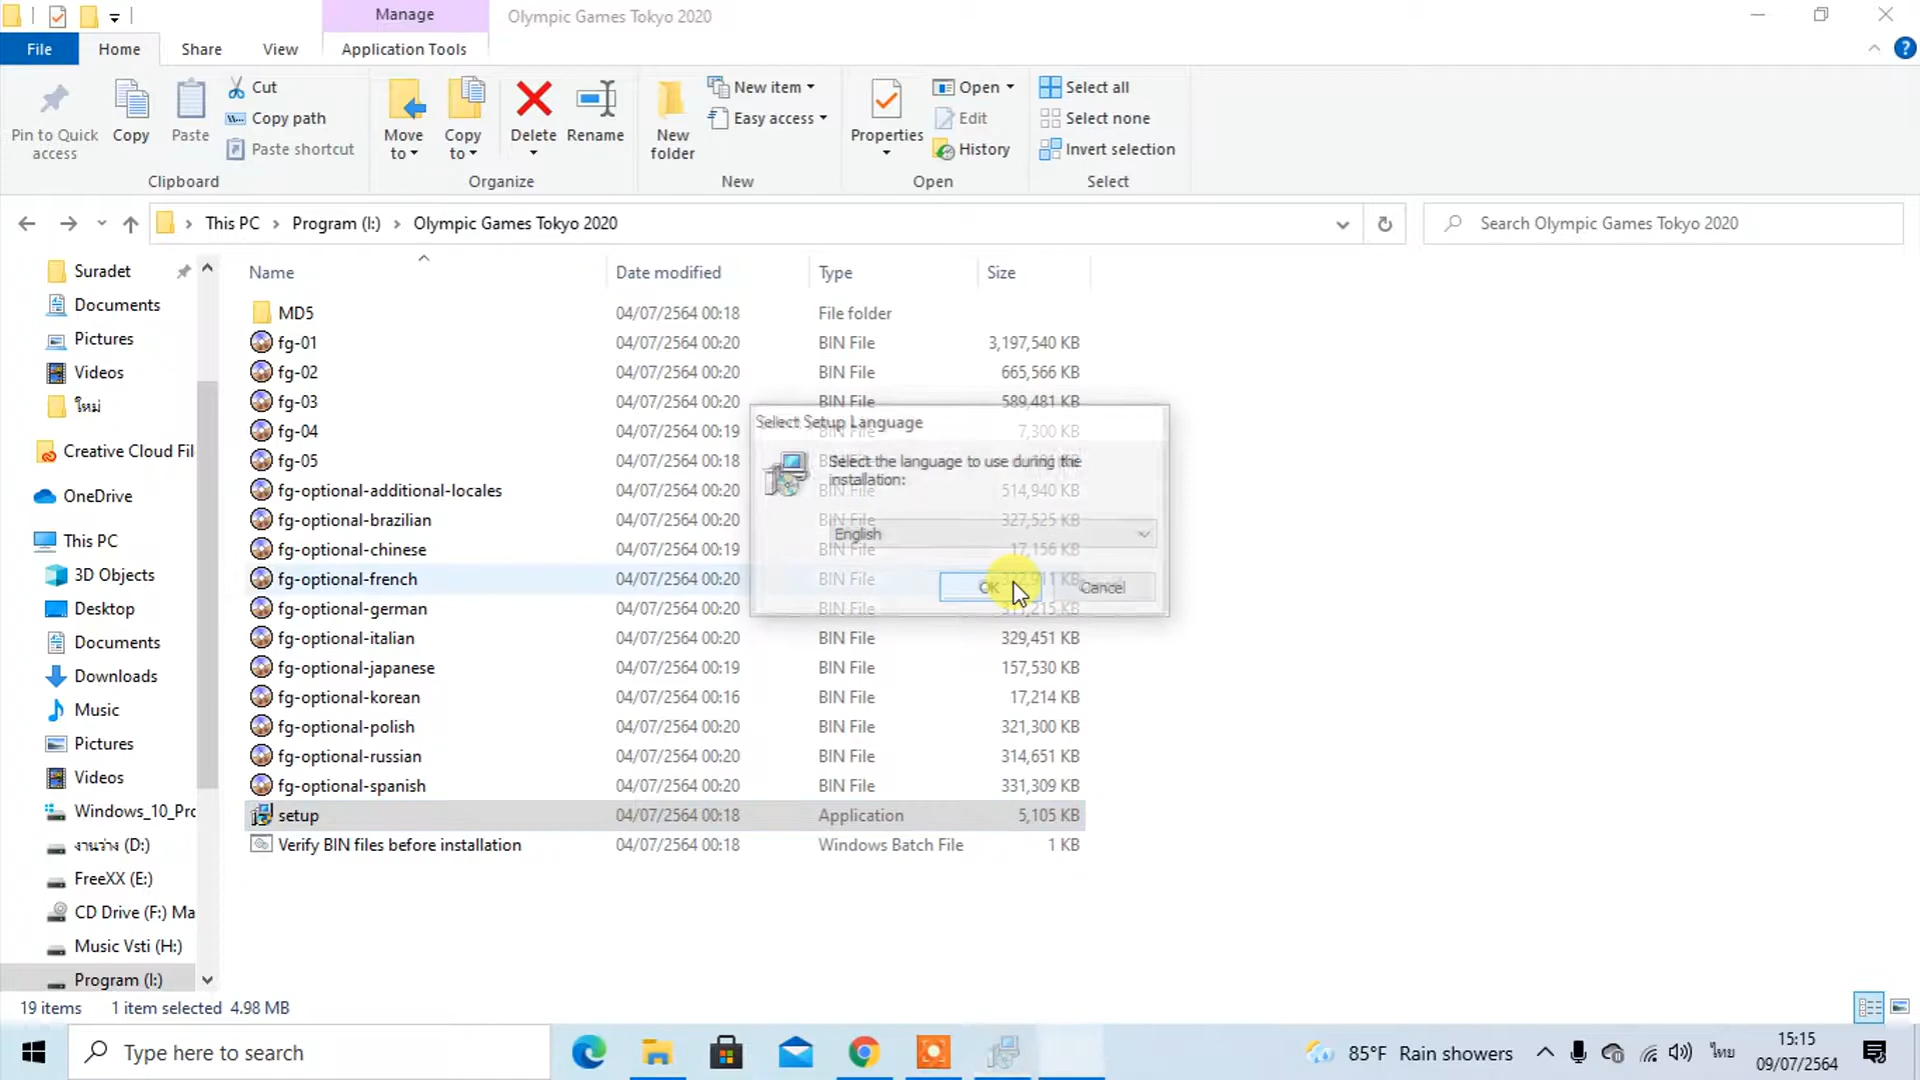 Manage
Olympic Games Tokyo 2020
File
Home
Share
View
Application Tools
Pin to Quick access
Copy
Paste
Cut
Copy path
Paste shortcut
Clipboard
Move to
Copy to
Delete
Rename
Organize
New folder
New item
Easy access
New
Properties
Open
Edit
History
Open
Select all
Select none
Invert selection
Select
This PC
Program (I:)
Olympic Games Tokyo 2020
Search Olympic Games Tokyo 2020
Suradet
Documents
Pictures
Videos
ใหม่
Creative Cloud Fil
OneDrive
This PC
3D Objects
Desktop
Documents
Downloads
Music
Pictures
Videos
Windows_10_Pro
งานว่าง (D:)
FreeXX (E:)
CD Drive (F:) Ma
Music Vsti (H:)
Program (I:)
Name Date modified Type Size
MD5 04/07/2564 00:18 File folder
fg-01 04/07/2564 00:20 BIN File 3,197,540 KB
fg-02 04/07/2564 00:20 BIN File 665,566 KB
fg-03 04/07/2564 00:20 BIN File 589,481 KB
fg-04 04/07/2564 00:19 BIN File 7,300 KB
fg-05 04/07/2564 00:18
fg-optional-additional-locales 04/07/2564 00:20 BIN File 514,940 KB
fg-optional-brazilian 04/07/2564 00:20 BIN File 327,525 KB
fg-optional-chinese 04/07/2564 00:19 BIN File 17,156 KB
fg-optional-french 04/07/2564 00:20 BIN File
fg-optional-german 04/07/2564 00:20 BIN File
fg-optional-italian 04/07/2564 00:20 BIN File 329,451 KB
fg-optional-japanese 04/07/2564 00:19 BIN File 157,530 KB
fg-optional-korean 04/07/2564 00:16 BIN File 17,214 KB
fg-optional-polish 04/07/2564 00:20 BIN File 321,300 KB
fg-optional-russian 04/07/2564 00:20 BIN File 314,651 KB
fg-optional-spanish 04/07/2564 00:20 BIN File 331,309 KB
setup 04/07/2564 00:18 Application 5,105 KB
Verify BIN files before installation 04/07/2564 00:18 Windows Batch File 1 KB
Select Setup Language
Select the language to use during the
installation:
English
OK
Cancel
19 items 1 item selected 4.98 MB
Type here to search
85°F Rain showers
ไทย
15:15
09/07/2564